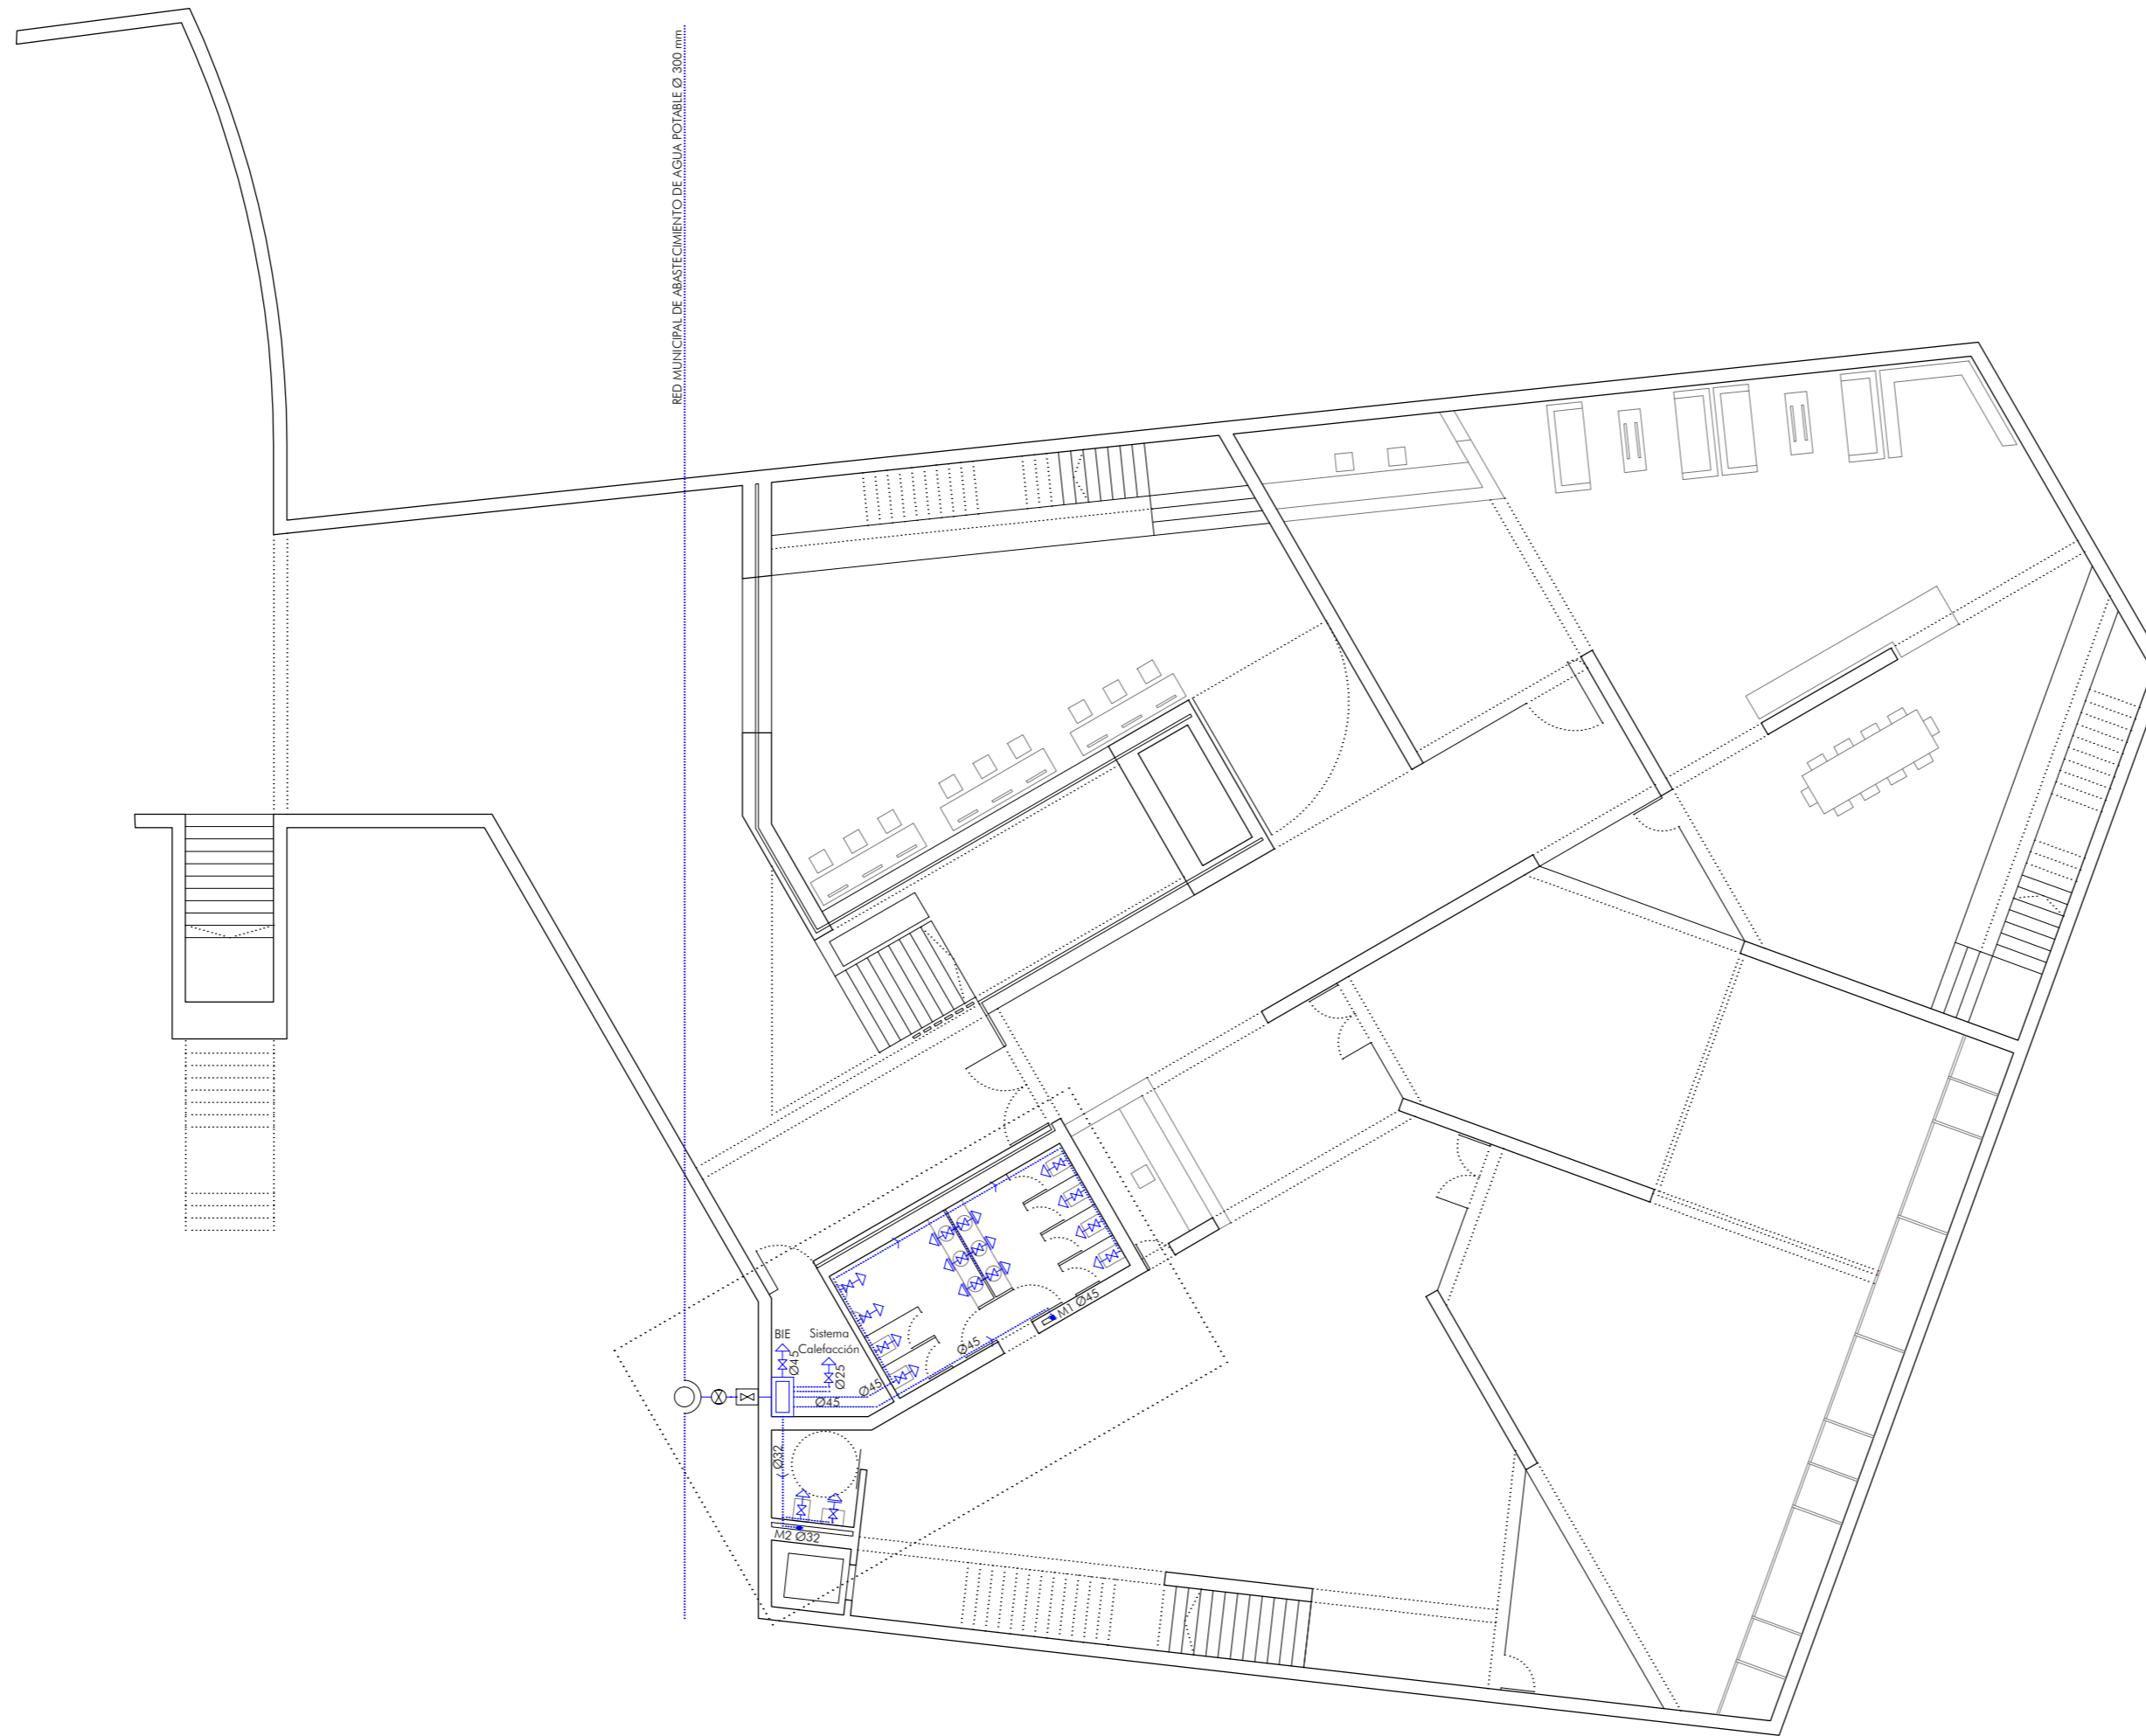 RED MUNICIPAL DE ABASTECIMIENTO DE AGUA POTABLE Ø 300 mm
M1 Ø45
BIE
Sistema
Calefacción
Ø45
Ø45
Ø25
Ø45
Ø45
Ø32
M2 Ø32